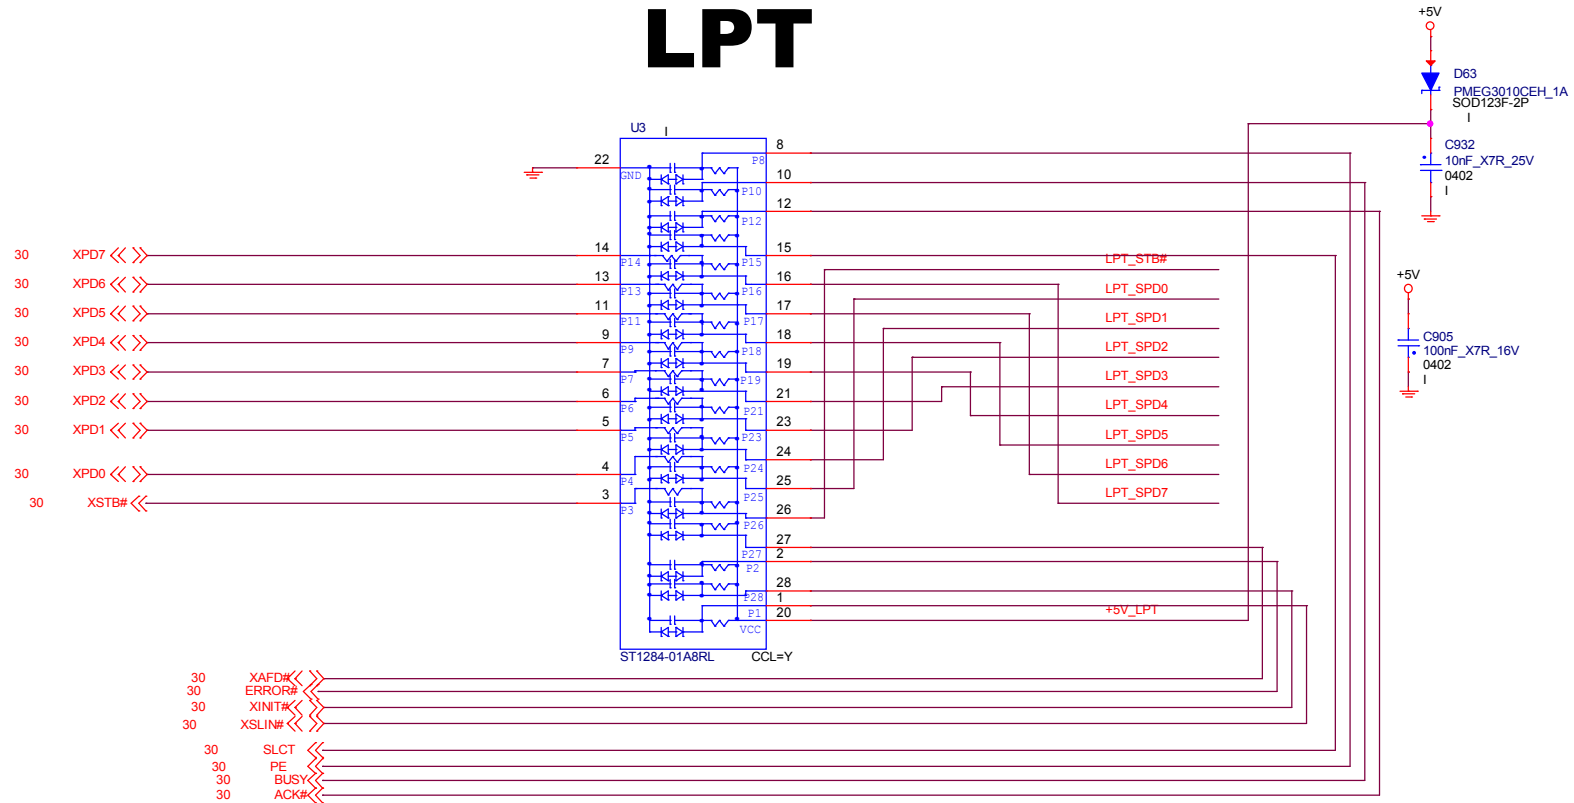 LPT
+5V
D63
PMEG3010CEH_1A
SOD123F-2P
I
C932
10nF_X7R_25V
0402
I
U3 I
22 GND
P8 8
P10 10
P12 12
30 XPD7 14 P14
P15 15
30 XPD6 13 P13
P16 16
30 XPD5 11 P11
P17 17
30 XPD4 9 P9
P18 18
30 XPD3 7 P7
P19 19
30 XPD2 6 P6
P21 21
30 XPD1 5 P5
P23 23
P24 24
30 XPD0 4 P4
P25 25
30 XSTB# 3 P3
P26 26
P27 27
P2 2
P28 28
P1 1
VCC 20
LPT_STB#
LPT_SPD0
LPT_SPD1
LPT_SPD2
LPT_SPD3
LPT_SPD4
LPT_SPD5
LPT_SPD6
LPT_SPD7
+5V_LPT
+5V
C905
100nF_X7R_16V
0402
I
ST1284-01A8RL CCL=Y
30 XAFD#
30 ERROR#
30 XINIT#
30 XSLIN#
30 SLCT
30 PE
30 BUSY
30 ACK#